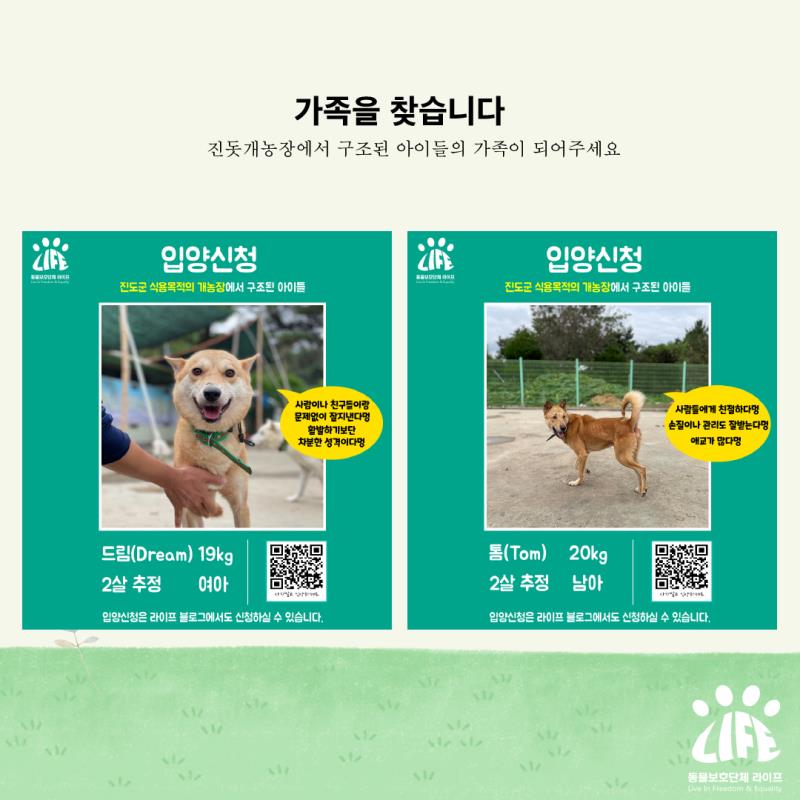 가족을 찾습니다
진돗개농장에서 구조된 아이들의 가족이 되어주세요
LIFE
동물보호단체 라이프
Live In Freedom & Equality
입양신청
진도군 식용목적의 개농장에서 구조된 아이들
사람이나 친구들이랑
문제없이 잘지낸다멍
활발하기보단
차분한 성격이다멍
드림(Dream) 19kg
2살 추정 여아
입양신청은 라이프 블로그에서도 신청하실 수 있습니다.
LIFE
동물보호단체 라이프
Live In Freedom & Equality
입양신청
진도군 식용목적의 개농장에서 구조된 아이들
사람들에게 친절하다멍
손질이나 관리도 잘받는다멍
애교가 많다멍
톰(Tom) 20kg
2살 추정 남아
입양신청은 라이프 블로그에서도 신청하실 수 있습니다.
LIFE
동물보호단체 라이프
Live In Freedom & Equality